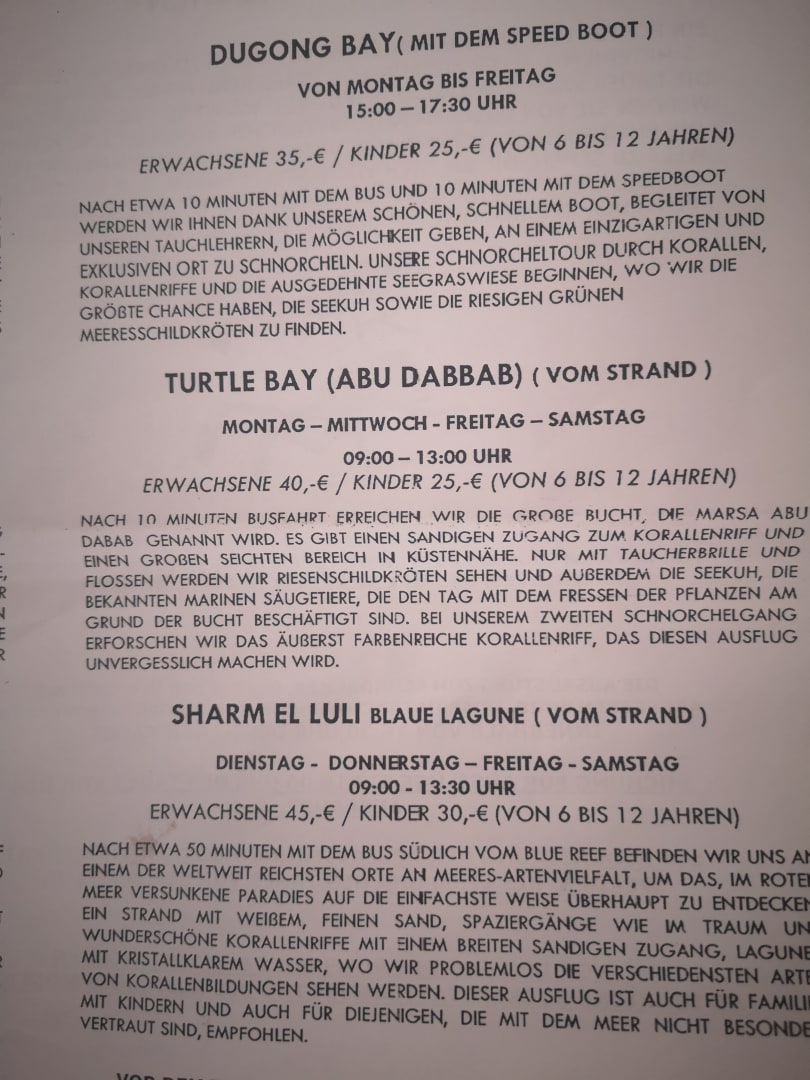 DUGONG BAY( MIT DEM SPEED BOOT )
VON MONTAG BIS FREITAG
15:00 – 17:30 UHR
ERWACHSENE 35,-€ / KINDER 25,-€ (VON 6 BIS 12 JAHREN)
NACH ETWA 10 MINUTEN MIT DEM BUS UND 10 MINUTEN MIT DEM SPEEDBOOT
WERDEN WIR IHNEN DANK UNSEREM SCHÖNEN, SCHNELLEM BOOT, BEGLEITET VON
UNSEREN TAUCHLEHRERN, DIE MÖGLICHKEIT GEBEN, AN EINEM EINZIGARTIGEN UND
EXKLUSIVEN ORT ZU SCHNORCHELN. UNSERE SCHNORCHELTOUR DURCH KORALLEN,
KORALLENRIFFE UND DIE AUSGEDEHNTE SEEGRASWIESE BEGINNEN, WO WIR DIE
GRÖßTE CHANCE HABEN, DIE SEEKUH SOWIE DIE RIESIGEN GRÜNEN
MEERESSCHILDKRÖTEN ZU FINDEN.
TURTLE BAY (ABU DABBAB) ( VOM STRAND )
MONTAG – MITTWOCH - FREITAG – SAMSTAG
09:00 – 13:00 UHR
ERWACHSENE 40,-€ / KINDER 25,-€ (VON 6 BIS 12 JAHREN)
NACH 10 MINUTEN BUSFAHRT ERREICHEN WIR DIE GROßE BUCHT, DIE MARSA ABU
DABAB GENANNT WIRD. ES GIBT EINEN SANDIGEN ZUGANG ZUM KORALLENRIFF UND
EINEN GROßEN SEICHTEN BEREICH IN KÜSTENNÄHE. NUR MIT TAUCHERBRILLE UND
FLOSSEN WERDEN WIR RIESENSCHILDKRÖTEN SEHEN UND AUßERDEM DIE SEEKUH, DIE
BEKANNTEN MARINEN SÄUGETIERE, DIE DEN TAG MIT DEM FRESSEN DER PFLANZEN AM
GRUND DER BUCHT BESCHÄFTIGT SIND. BEI UNSEREM ZWEITEN SCHNORCHELGANG
ERFORSCHEN WIR DAS ÄUßERST FARBENREICHE KORALLENRIFF, DAS DIESEN AUSFLUG
UNVERGESSLICH MACHEN WIRD.
SHARM EL LULI BLAUE LAGUNE ( VOM STRAND )
DIENSTAG - DONNERSTAG – FREITAG - SAMSTAG
09:00 - 13:30 UHR
ERWACHSENE 45,-€ / KINDER 30,-€ (VON 6 BIS 12 JAHREN)
NACH ETWA 50 MINUTEN MIT DEM BUS SÜDLICH VOM BLUE REEF BEFINDEN WIR UNS AN
EINEM DER WELTWEIT REICHSTEN ORTE AN MEERES-ARTENVIELFALT, UM DAS, IM ROTEN
MEER VERSUNKENE PARADIES AUF DIE EINFACHSTE WEISE ÜBERHAUPT ZU ENTDECKEN
EIN STRAND MIT WEIßEM, FEINEN SAND, SPAZIERGÄNGE WIE IM TRAUM UN
WUNDERSCHÖNE KORALLENRIFFE MIT EINEM BREITEN SANDIGEN ZUGANG, LAGUNE
MIT KRISTALLKLAREM WASSER, WO WIR PROBLEMLOS DIE VERSCHIEDENSTEN ARTE
VON KORALLENBILDUNGEN SEHEN WERDEN. DIESER AUSFLUG IST AUCH FÜR FAMILI
MIT KINDERN UND AUCH FÜR DIEJENIGEN, DIE MIT DEM MEER NICHT BESONDE
VERTRAUT SIND, EMPFOHLEN.